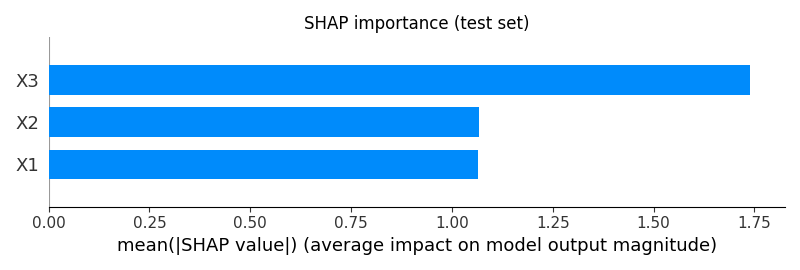 SHAP importance (test set)
X3
X2
X1
0.00 0.25 0.50 0.75 1.00 1.25 1.50 1.75
mean(|SHAP value|) (average impact on model output magnitude)